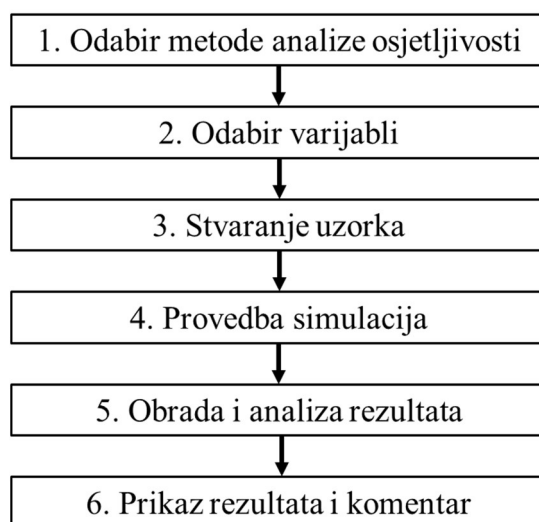 1. Odabir metode analize osjetljivosti
2. Odabir varijabli
3. Stvaranje uzorka
4. Provedba simulacija
5. Obrada i analiza rezultata
6. Prikaz rezultata i komentar